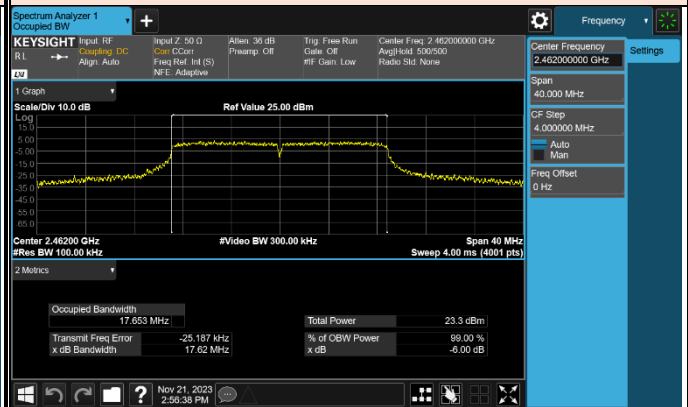 Spectrum Analyzer 1
Occupied BW
+
Frequency
KEYSIGHT Input: RF Input Z: 50 Ω Atten: 36 dB Trig: Free Run Center Freq: 2.462000000 GHz
RL Coupling: DC Corr CCorr Preamp: Off Gate: Off Avg|Hold: 500/500
Align: Auto Freq Ref: Int (S) #IF Gain: Low Radio Std: None
LXI NFE: Adaptive
Center Frequency
2.462000000 GHz
Settings
Span
40.000 MHz
CF Step
4.000000 MHz
Auto
Man
Freq Offset
0 Hz
1 Graph
Scale/Div 10.0 dB Ref Value 25.00 dBm
Log
15.0
5.00
-5.00
-15.0
-25.0
-35.0
-45.0
-55.0
-65.0
Center 2.46200 GHz #Video BW 300.00 kHz Span 40 MHz
#Res BW 100.00 kHz Sweep 4.00 ms (4001 pts)
2 Metrics
Occupied Bandwidth
17.653 MHz Total Power 23.3 dBm
Transmit Freq Error -25.187 kHz % of OBW Power 99.00 %
x dB Bandwidth 17.62 MHz x dB -6.00 dB
?
Nov 21, 2023
2:56:38 PM